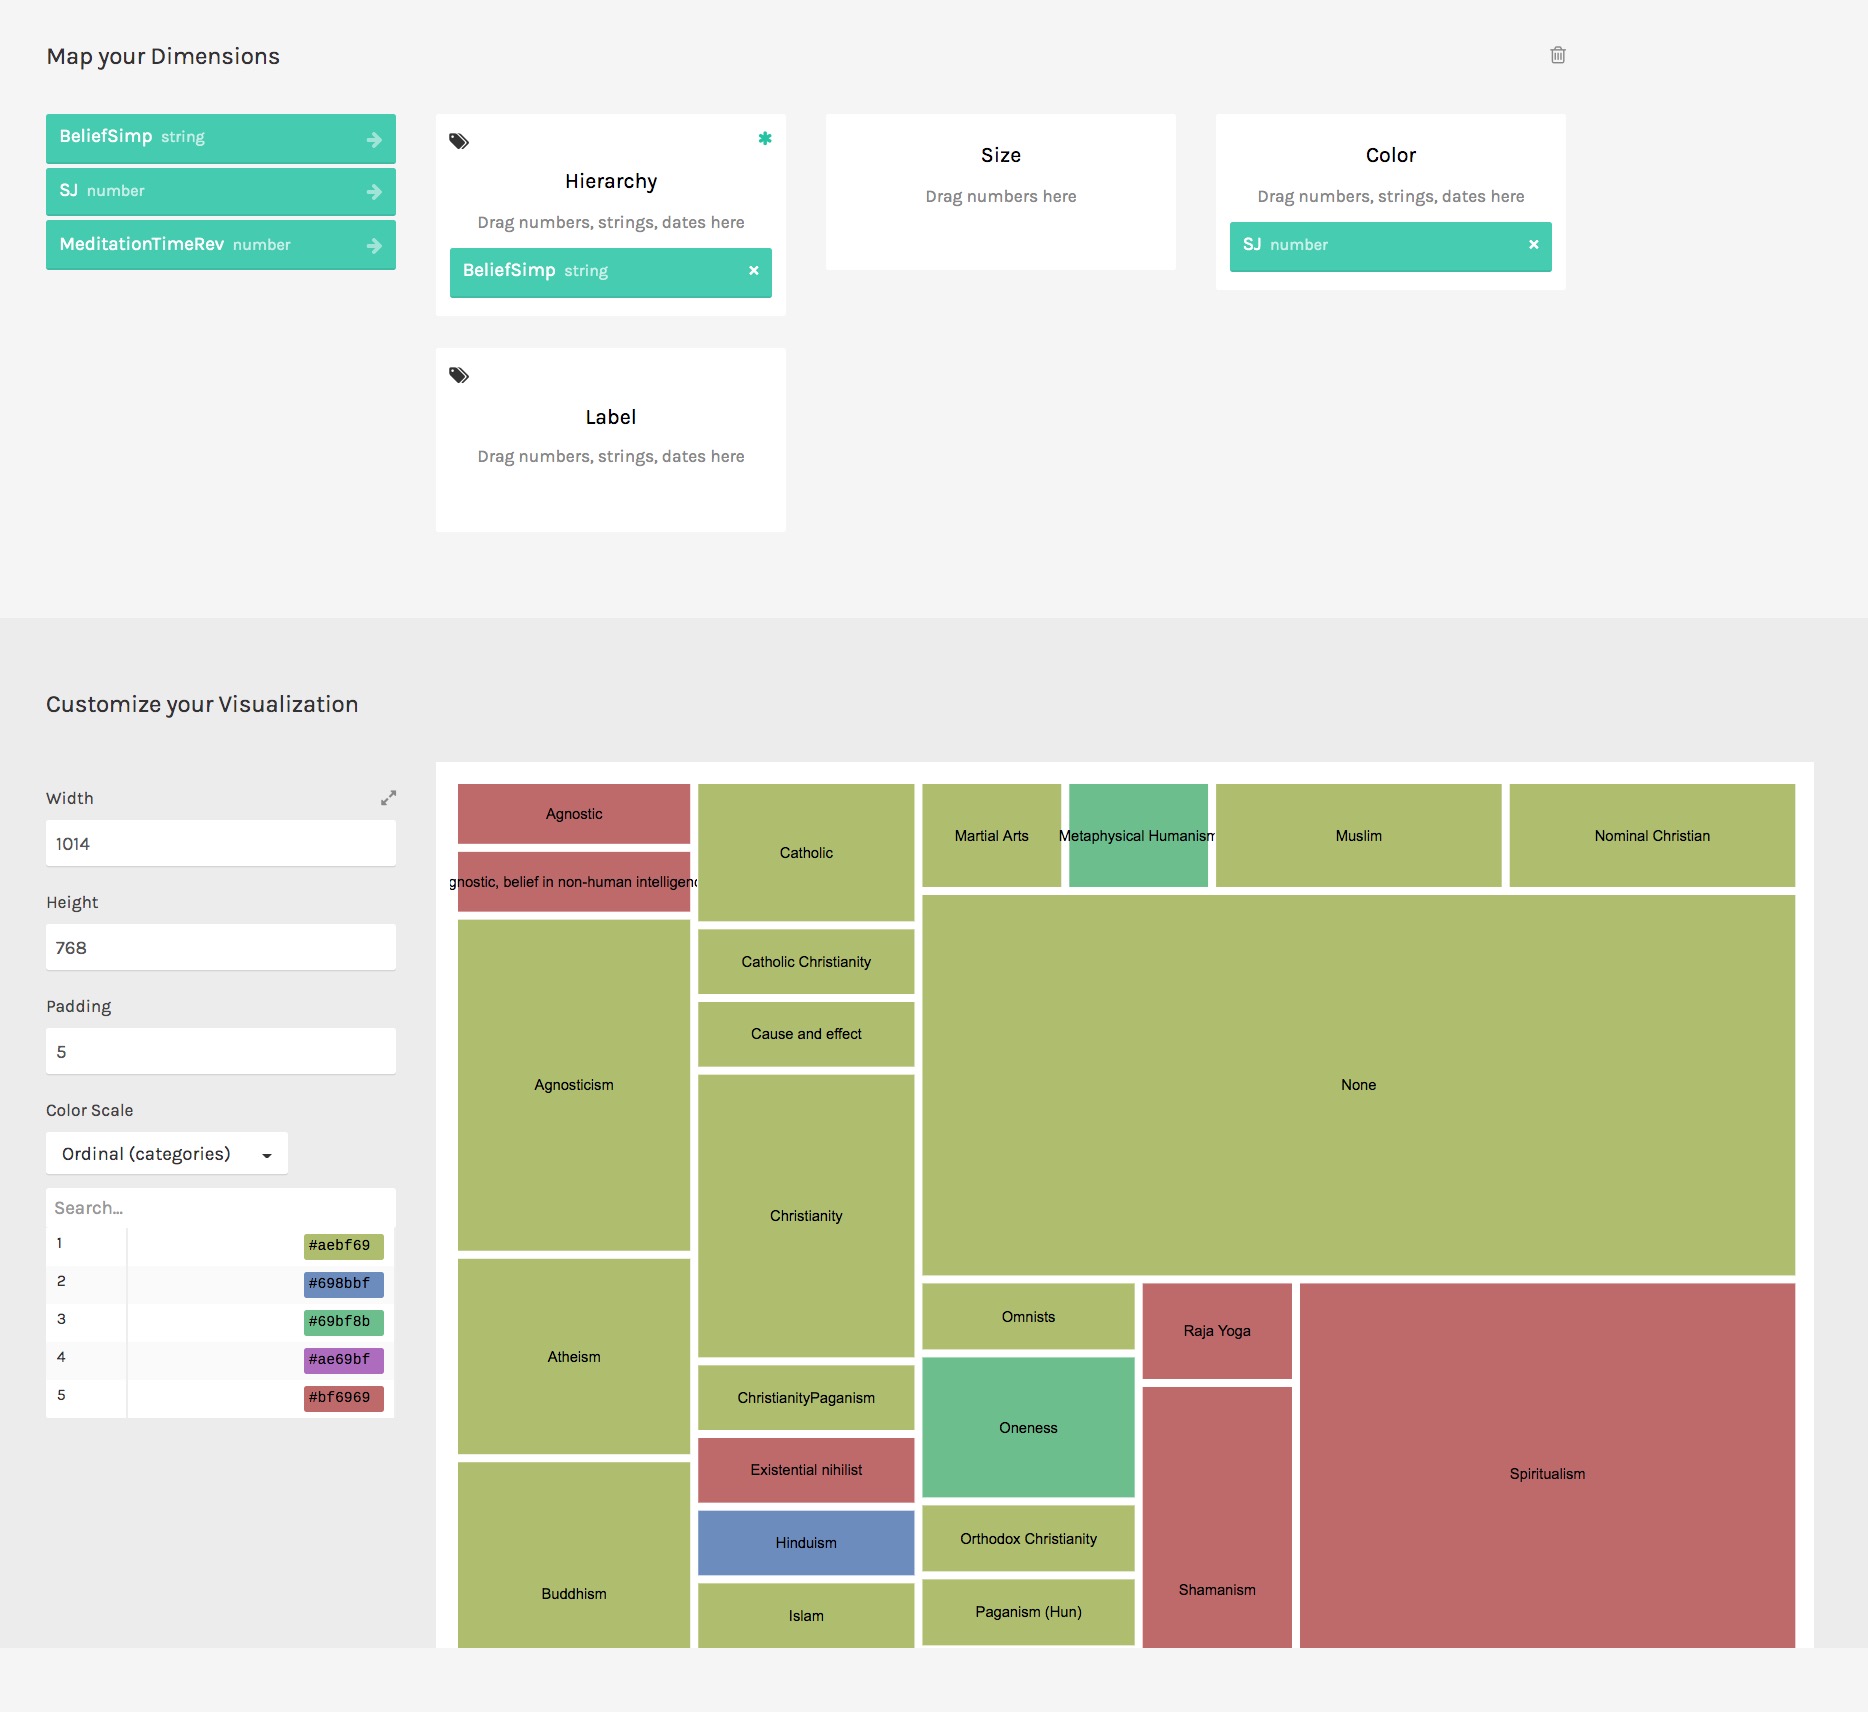 Map your Dimensions
BeliefSimp string
SJ number
MeditationTimeRev number
Hierarchy
Drag numbers, strings, dates here
BeliefSimp string
Size
Drag numbers here
Color
Drag numbers, strings, dates here
SJ number
Label
Drag numbers, strings, dates here
Customize your Visualization
Width
1014
Height
768
Padding
5
Color Scale
Ordinal (categories)
Search...
1 #aebf69
2 #698bbf
3 #69bf8b
4 #ae69bf
5 #bf6969
Agnostic
gnostic, belief in non-human intelligenc
Agnosticism
Atheism
Buddhism
Catholic
Catholic Christianity
Cause and effect
Christianity
ChristianityPaganism
Existential nihilist
Hinduism
Islam
Martial Arts
Metaphysical Humanism
Muslim
Nominal Christian
None
Omnists
Oneness
Orthodox Christianity
Paganism (Hun)
Raja Yoga
Shamanism
Spiritualism